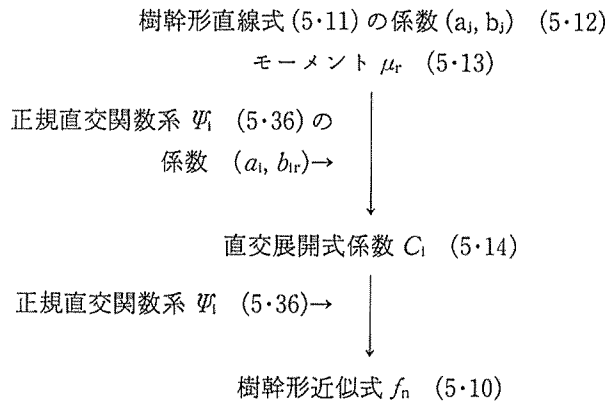 樹幹形直線式(5・11)の係数(aⱼ, bⱼ) (5・12)
モーメント μr (5・13)
正規直交関数系 Ψi (5・36)の
係数 (ai, bir)→
直交展開式係数 Ci (5・14)
正規直交関数系 Ψi (5・36)→
樹幹形近似式 fn (5・10)